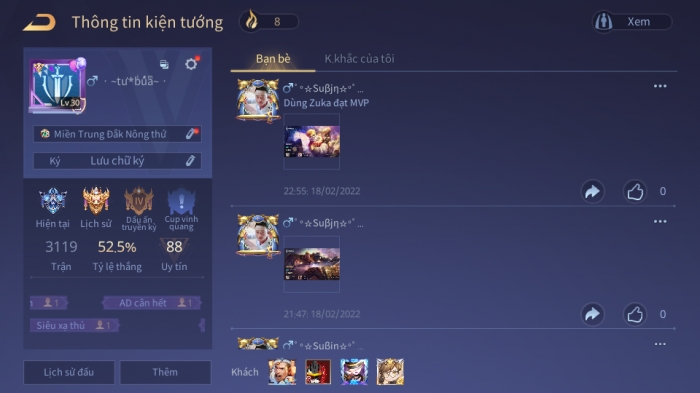 Thông tin kiện tướng
8
Xem
Bạn bè
K.khắc của tôi
Lv 30
Miền Trung Đắk Nông thứ
Ký
Lưu chữ ký
Hiện tại
Lịch sử
Dấu ấn truyền kỳ
Cup vinh quang
3119
52,5%
88
Trận
Tỷ lệ thắng
Uy tín
1
AD cân hết
1
Siêu xạ thủ
1
Lịch sử đấu
Thêm
Dùng Zuka đạt MVP
22:55: 18/02/2022
0
21:47: 18/02/2022
0
Khách